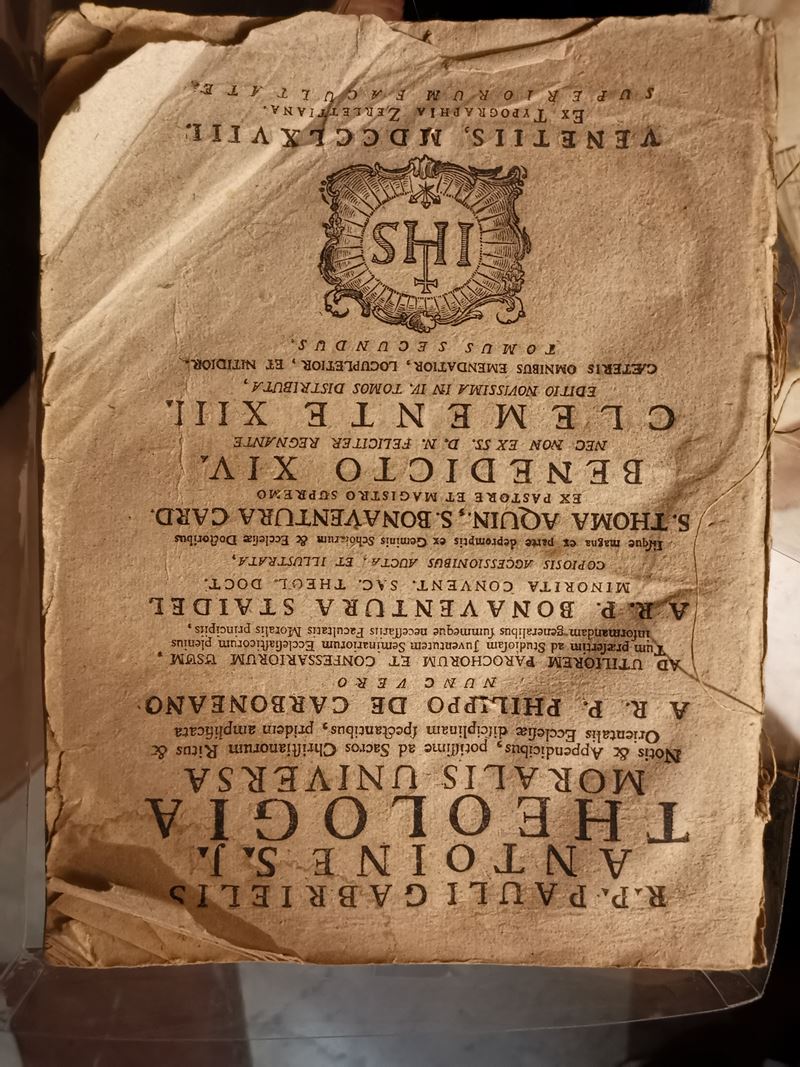 R.P. PAULI GABRIELIS
ANTOINE S. J.
THEOLOGIA
MORALIS UNIVERSA
Notis & Appendicibus, potiſſime ad Sacros Chriſtianorum Ritus &
Orientalis Eccleſiæ diſciplinam ſpectantibus, pridem amplificata
A R. P. PHILIPPO DE CARBONEANO
NUNC VERO
AD UTILIOREM PAROCHORUM ET CONFESSARIORUM USUM,
Tum præſertim ad Studioſam Juventutem Seminariorum Eccleſiaſticorum plenius
informandam generalibus ſummeque neceſſariis Facultatis Moralis principiis,
A R. P. BONAVENTURA STAIDEL
MINORITA CONVENT. SAC. THEOL. DOCT.
COPIOSIS ACCESSIONIBUS AUCTA, ET ILLUSTRATA,
Iiſque magna ex parte depromptis ex Geminis Scholarum & Eccleſiæ Doctoribus
S. THOMA AQUIN., S. BONAVENTURA CARD.
EX PASTORE ET MAGISTRO SUPREMO
BENEDICTO XIV.
NEC NON EX SS. D. N. FELICITER REGNANTE
CLEMENTE XIII.
EDITIO NOVISSIMA IN IV. TOMOS DISTRIBUTA,
CÆTERIS OMNIBUS EMENDATIOR, LOCUPLETIOR, ET NITIDIOR.
TOMUS SECUNDUS.
IHS
VENETIIS, MDCCLXVIII.
EX TYPOGRAPHIA ZERLETTIANA.
SUPERIORUM FACULTATE.